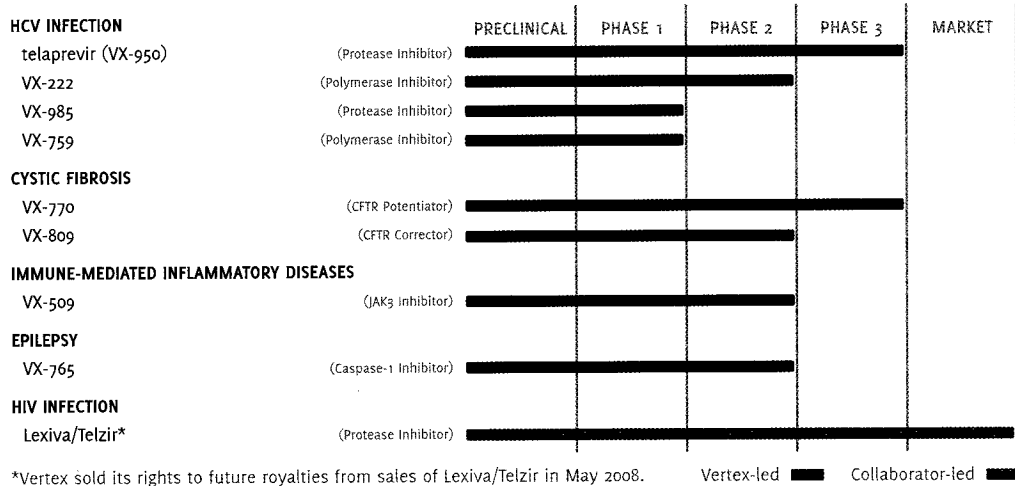 HCV INFECTION PRECLINICAL PHASE 1 PHASE 2 PHASE 3 MARKET
telaprevir (VX-950) (Protease Inhibitor)
VX-222 (Polymerase Inhibitor)
VX-985 (Protease Inhibitor)
VX-759 (Polymerase Inhibitor)
CYSTIC FIBROSIS
VX-770 (CFTR Potentiator)
VX-809 (CFTR Corrector)
IMMUNE-MEDIATED INFLAMMATORY DISEASES
VX-509 (JAK3 Inhibitor)
EPILEPSY
VX-765 (Caspase-1 Inhibitor)
HIV INFECTION
Lexiva/Telzir* (Protease Inhibitor)
*Vertex sold its rights to future royalties from sales of Lexiva/Telzir in May 2008. Vertex-led Collaborator-led